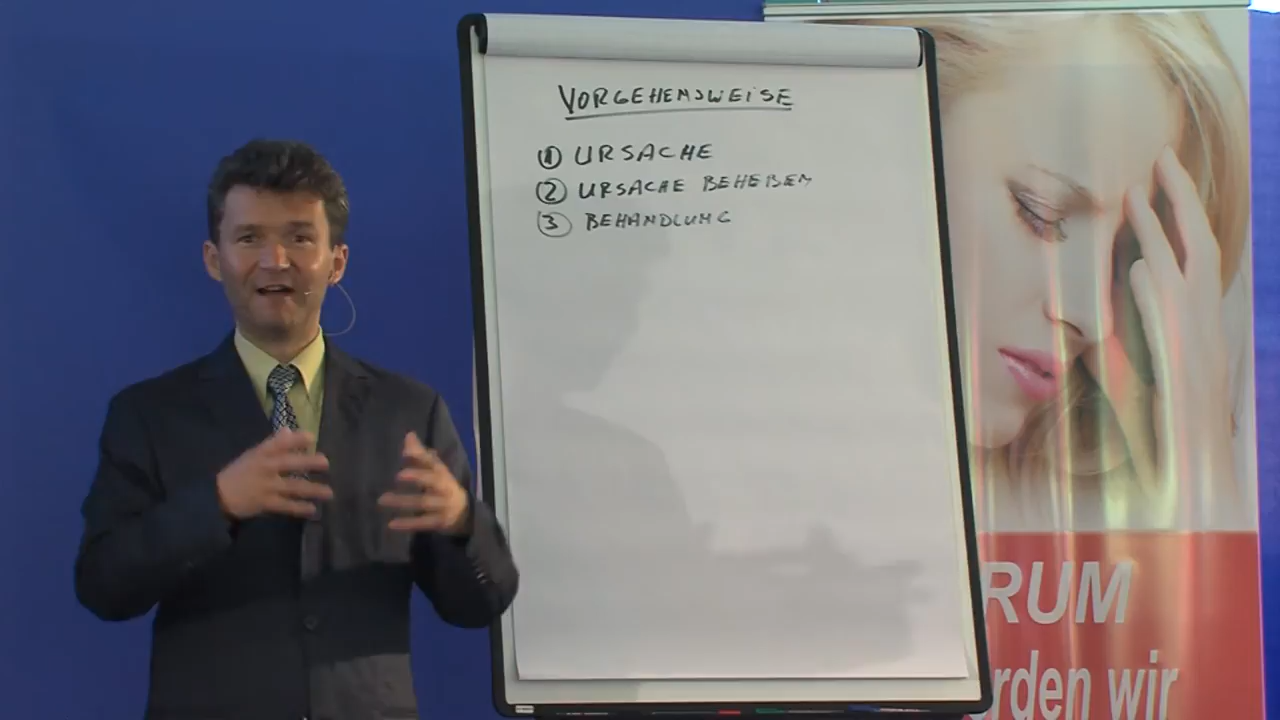 VORGEHENSWEISE
① URSACHE
② URSACHE BEHEBEN
③ BEHANDLUNG
RUM
rden wir